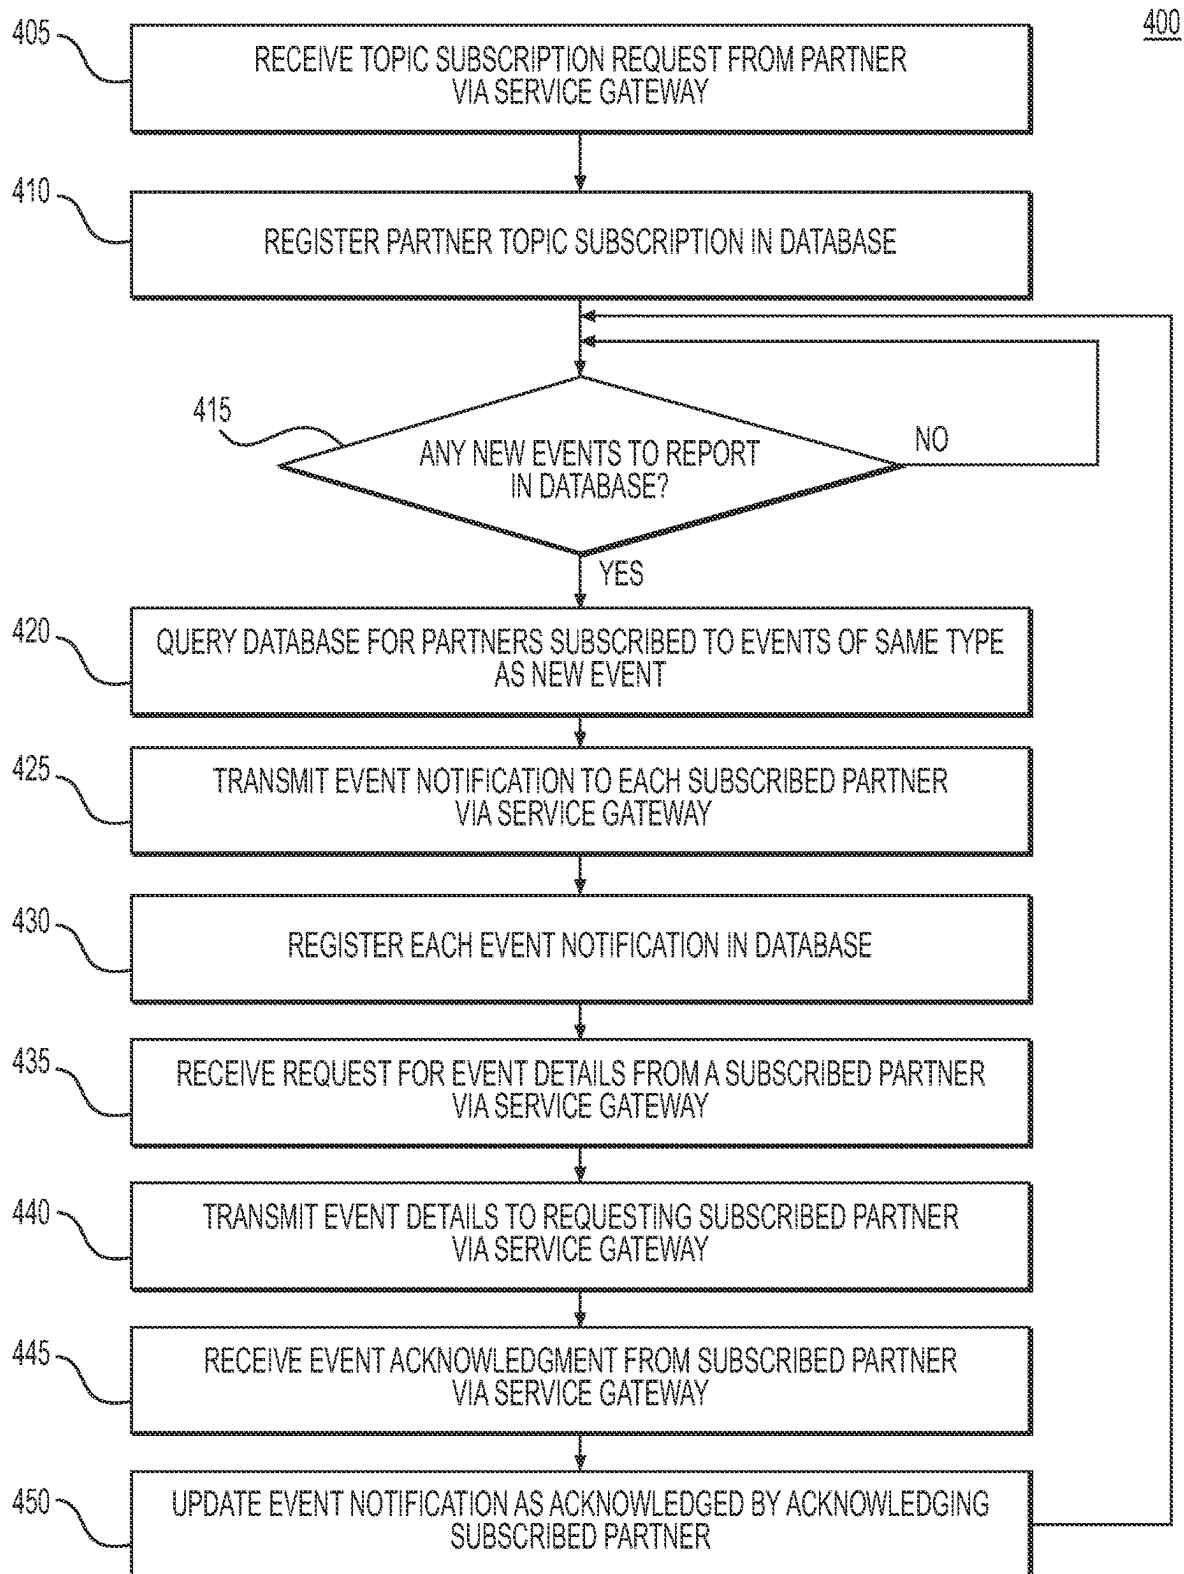 400
405
RECEIVE TOPIC SUBSCRIPTION REQUEST FROM PARTNER
VIA SERVICE GATEWAY
410
REGISTER PARTNER TOPIC SUBSCRIPTION IN DATABASE
415
ANY NEW EVENTS TO REPORT
IN DATABASE?
NO
YES
420
QUERY DATABASE FOR PARTNERS SUBSCRIBED TO EVENTS OF SAME TYPE
AS NEW EVENT
425
TRANSMIT EVENT NOTIFICATION TO EACH SUBSCRIBED PARTNER
VIA SERVICE GATEWAY
430
REGISTER EACH EVENT NOTIFICATION IN DATABASE
435
RECEIVE REQUEST FOR EVENT DETAILS FROM A SUBSCRIBED PARTNER
VIA SERVICE GATEWAY
440
TRANSMIT EVENT DETAILS TO REQUESTING SUBSCRIBED PARTNER
VIA SERVICE GATEWAY
445
RECEIVE EVENT ACKNOWLEDGMENT FROM SUBSCRIBED PARTNER
VIA SERVICE GATEWAY
450
UPDATE EVENT NOTIFICATION AS ACKNOWLEDGED BY ACKNOWLEDGING
SUBSCRIBED PARTNER